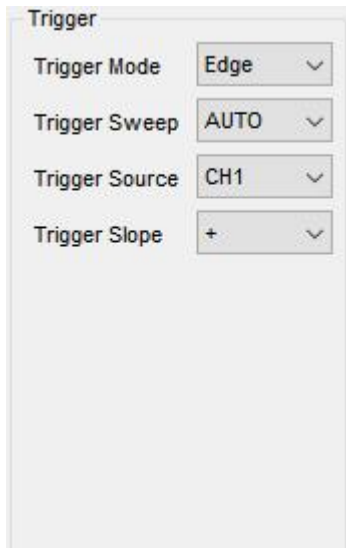 Trigger
Trigger Mode Edge
Trigger Sweep AUTO
Trigger Source CH1
Trigger Slope +